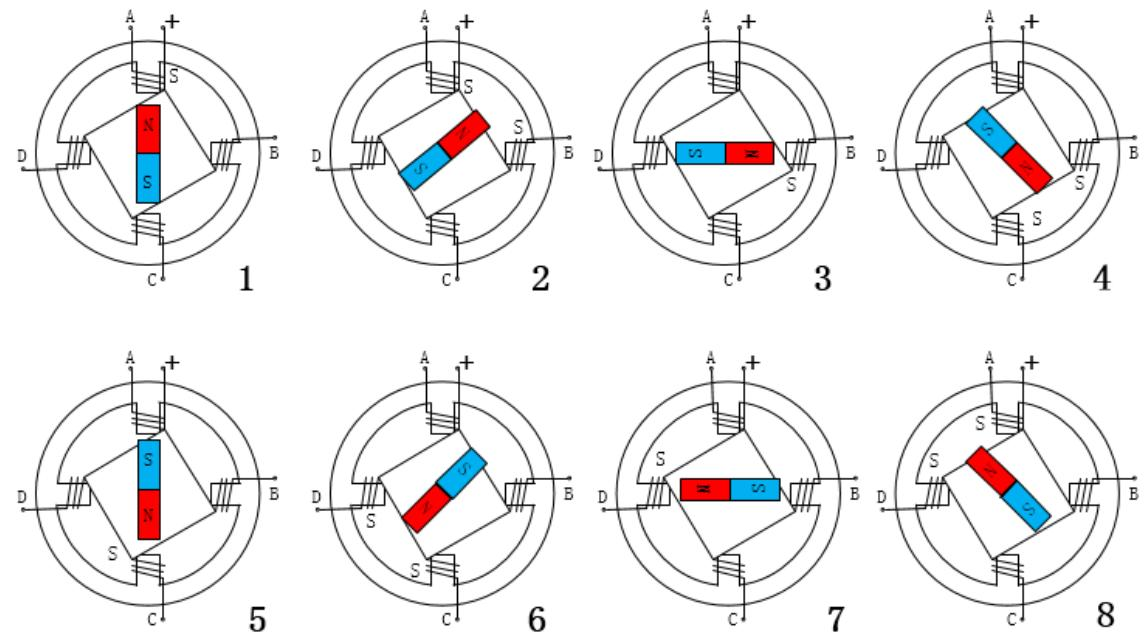 A + A + A + A +
S S
N N S S
S S S N N
D B D B D B D B
S S
S
C 1 C 2 C 3 C 4
A + A + A + A +
S
S S S
S N S N
N N S S
D B D B D B D B
S
S S
C 5 C 6 C 7 C 8